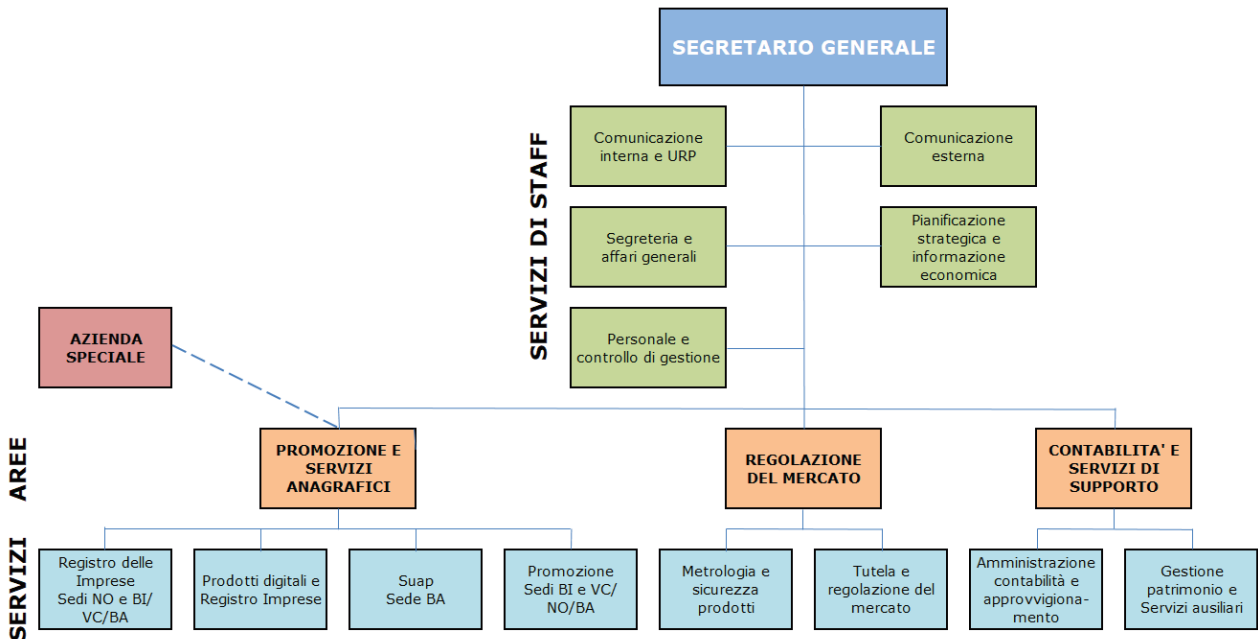 SEGRETARIO GENERALE
SERVIZI DI STAFF
Comunicazione
interna e URP
Comunicazione
esterna
Segreteria e
affari generali
Pianificazione
strategica e
informazione
economica
Personale e
controllo di gestione
AZIENDA
SPECIALE
AREE
PROMOZIONE E
SERVIZI
ANAGRAFICI
REGOLAZIONE
DEL MERCATO
CONTABILITA' E
SERVIZI DI
SUPPORTO
SERVIZI
Registro delle
Imprese
Sedi NO e BI/
VC/BA
Prodotti digitali e
Registro Imprese
Suap
Sede BA
Promozione
Sedi BI e VC/
NO/BA
Metrologia e
sicurezza
prodotti
Tutela e
regolazione del
mercato
Amministrazione
contabilità e
approvvigiona-
mento
Gestione
patrimonio e
Servizi ausiliari